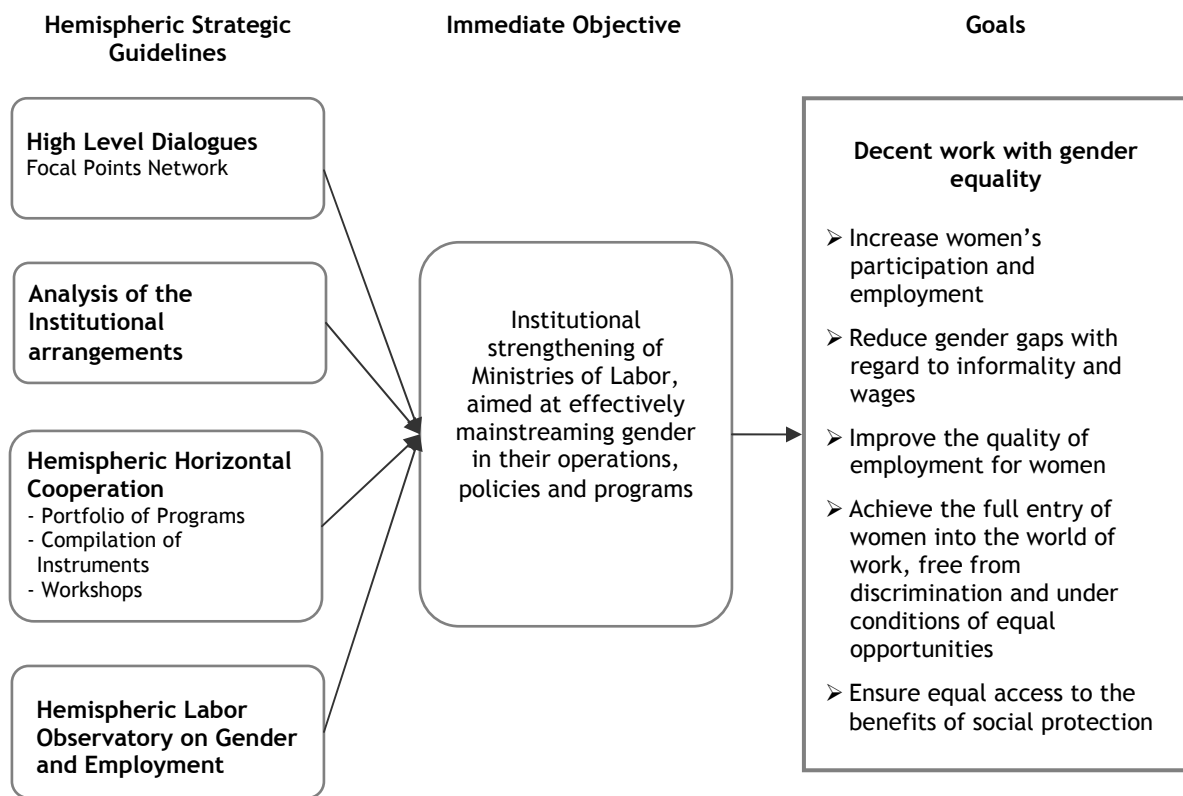 Hemispheric Strategic
Guidelines
Immediate Objective
Goals
High Level Dialogues
Focal Points Network
Analysis of the
Institutional
arrangements
Hemispheric Horizontal
Cooperation
- Portfolio of Programs
- Compilation of
Instruments
- Workshops
Hemispheric Labor
Observatory on Gender
and Employment
Institutional
strengthening of
Ministries of Labor,
aimed at effectively
mainstreaming gender
in their operations,
policies and programs
Decent work with gender
equality
➢ Increase women’s
participation and
employment
➢ Reduce gender gaps with
regard to informality and
wages
➢ Improve the quality of
employment for women
➢ Achieve the full entry of
women into the world of
work, free from
discrimination and under
conditions of equal
opportunities
➢ Ensure equal access to the
benefits of social protection